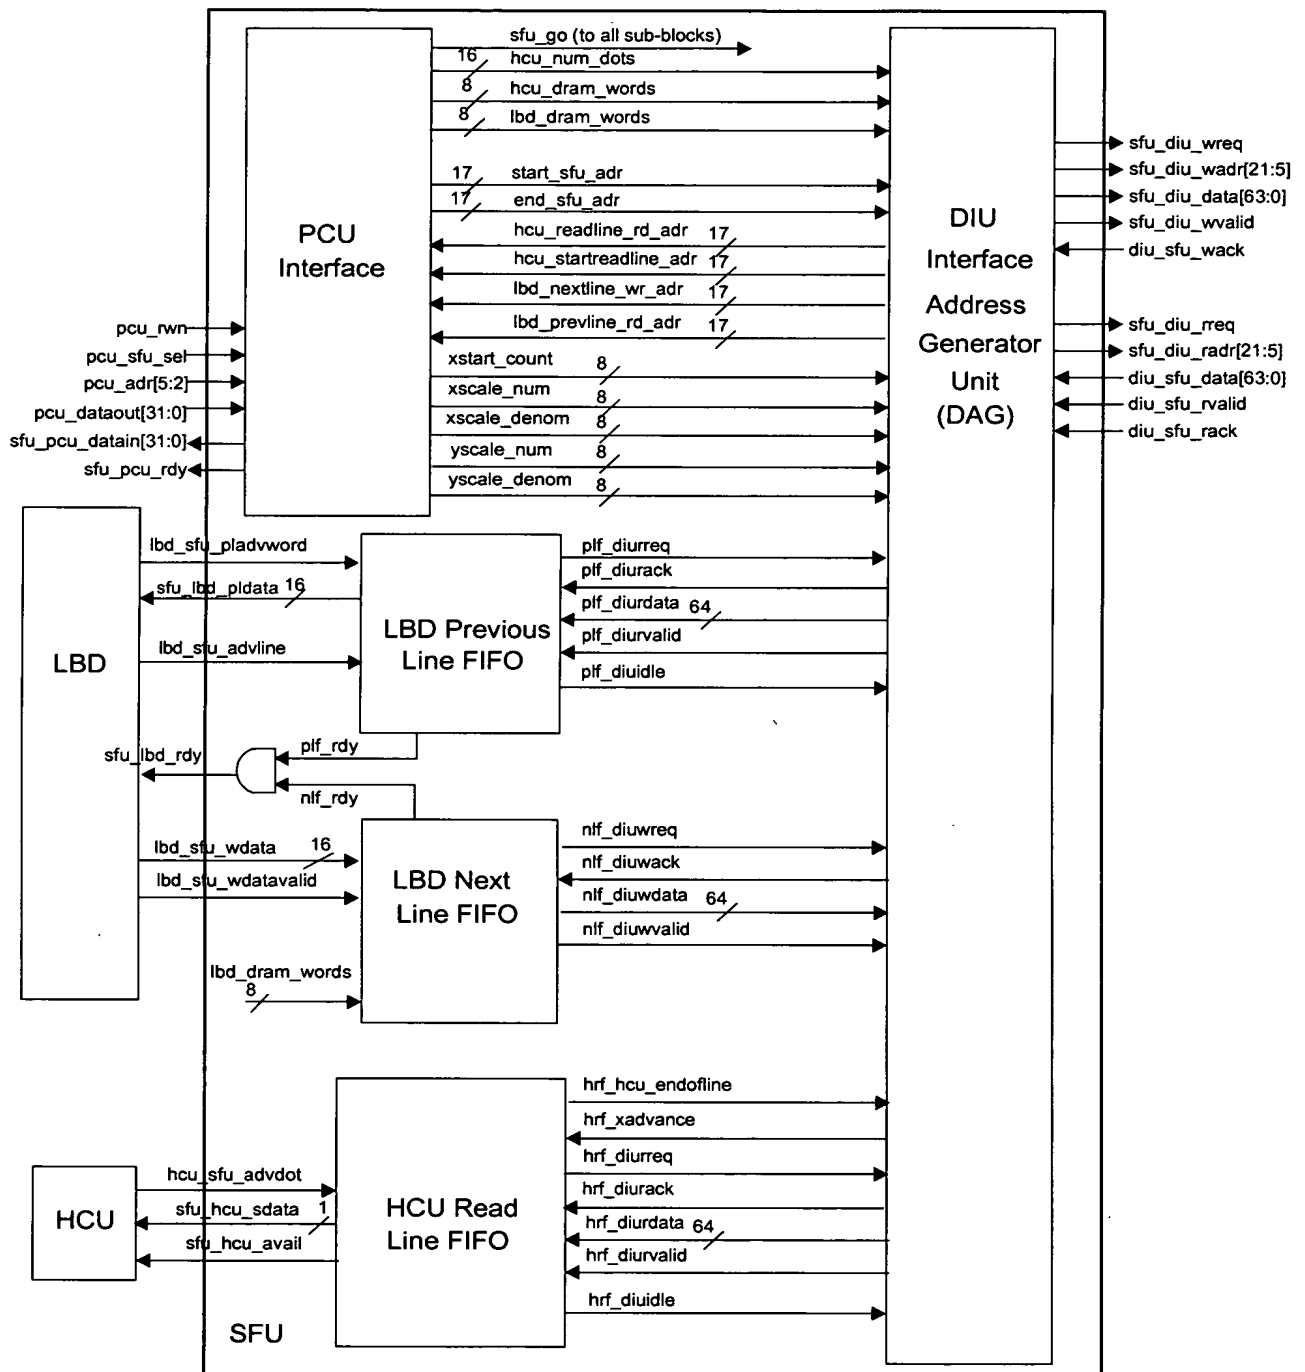 sfu_go (to all sub-blocks)
16 hcu_num_dots
8 hcu_dram_words
8 lbd_dram_words
17 start_sfu_adr
17 end_sfu_adr
hcu_readline_rd_adr 17
hcu_startreadline_adr 17
lbd_nextline_wr_adr 17
lbd_prevline_rd_adr 17
xstart_count 8
xscale_num 8
xscale_denom 8
yscale_num 8
yscale_denom 8
PCU
Interface
DIU
Interface
Address
Generator
Unit
(DAG)
sfu_diu_wreq
sfu_diu_wadr[21:5]
sfu_diu_data[63:0]
sfu_diu_wvalid
diu_sfu_wack
sfu_diu_rreq
sfu_diu_radr[21:5]
diu_sfu_data[63:0]
diu_sfu_rvalid
diu_sfu_rack
pcu_rwn
pcu_sfu_sel
pcu_adr[5:2]
pcu_dataout[31:0]
sfu_pcu_datain[31:0]
sfu_pcu_rdy
LBD
lbd_sfu_pladvword
sfu_lbd_pldata 16
lbd_sfu_advline
LBD Previous
Line FIFO
plf_diurreq
plf_diurack
plf_diurdata 64
plf_diurvalid
plf_diuidle
sfu_lbd_rdy
plf_rdy
nlf_rdy
lbd_sfu_wdata 16
lbd_sfu_wdatavalid
lbd_dram_words
8
LBD Next
Line FIFO
nlf_diuwreq
nlf_diuwack
nlf_diuwdata 64
nlf_diuwvalid
HCU
hcu_sfu_advdot
sfu_hcu_sdata 1
sfu_hcu_avail
HCU Read
Line FIFO
hrf_hcu_endofline
hrf_xadvance
hrf_diurreq
hrf_diurack
hrf_diurdata 64
hrf_diurvalid
hrf_diuidle
SFU